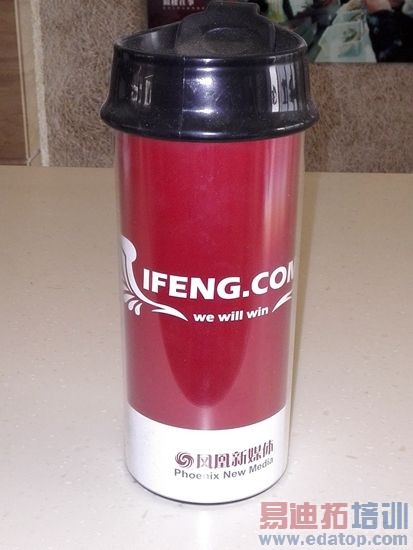 IFENG.COM
we will win
凤凰新媒体
Phoenix New Media
易迪拓培训
www.edatop.com